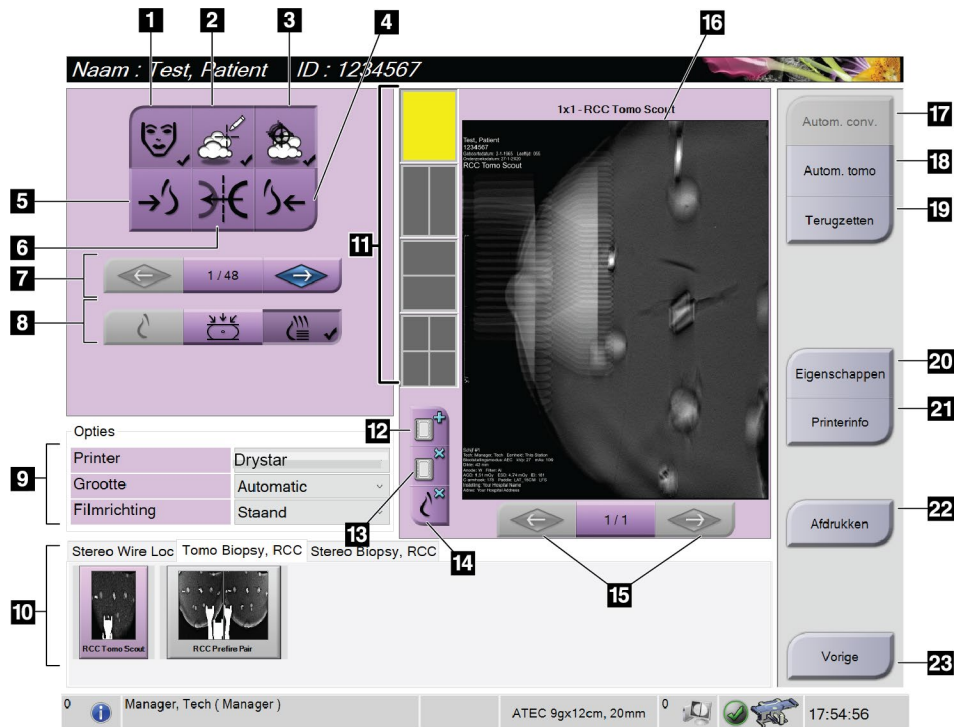 1
2
3
4
16
Naam : Test, Patient ID : 1234567
1x1 - RCC Tomo Scout
Test, Patient
1234567
RCC Tomo Scout
5
6
7
1 / 48
8
11
Autom. conv.
17
Autom. tomo
18
Terugzetten
19
Eigenschappen
20
Printerinfo
21
Opties
9
Printer
Drystar
Grootte
Automatic
Filmrichting
Staand
12
13
14
1 / 1
15
Afdrukken
22
10
Stereo Wire Loc
Tomo Biopsy, RCC
Stereo Biopsy, RCC
RCC Tomo Scout
RCC Prefire Pair
Vorige
23
0
Manager, Tech ( Manager )
ATEC 9gx12cm, 20mm
0
17:54:56